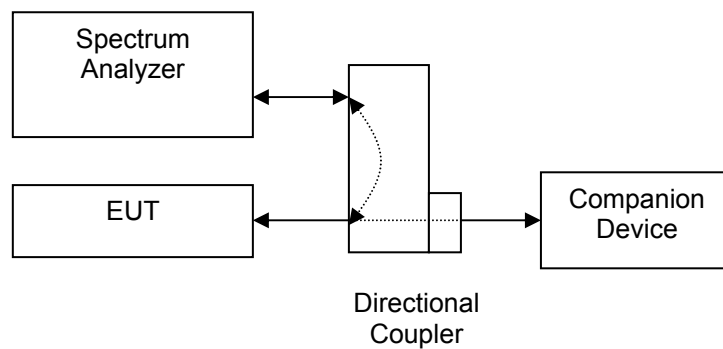 Spectrum
Analyzer
EUT
Companion
Device
Directional
Coupler